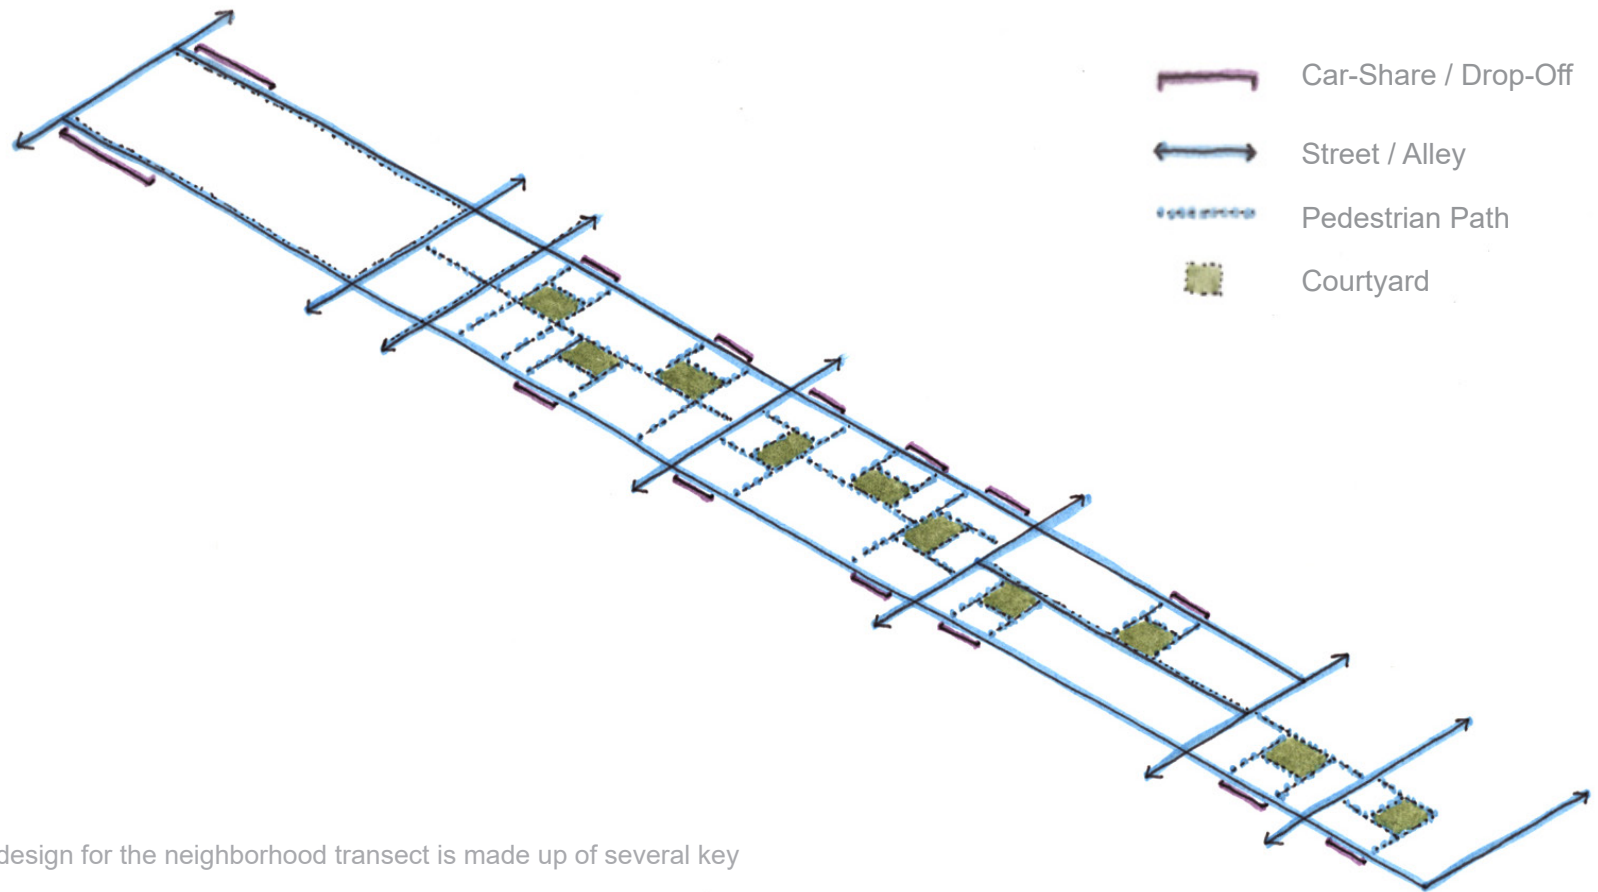 Car-Share / Drop-Off
Street / Alley
Pedestrian Path
Courtyard
design for the neighborhood transect is made up of several key